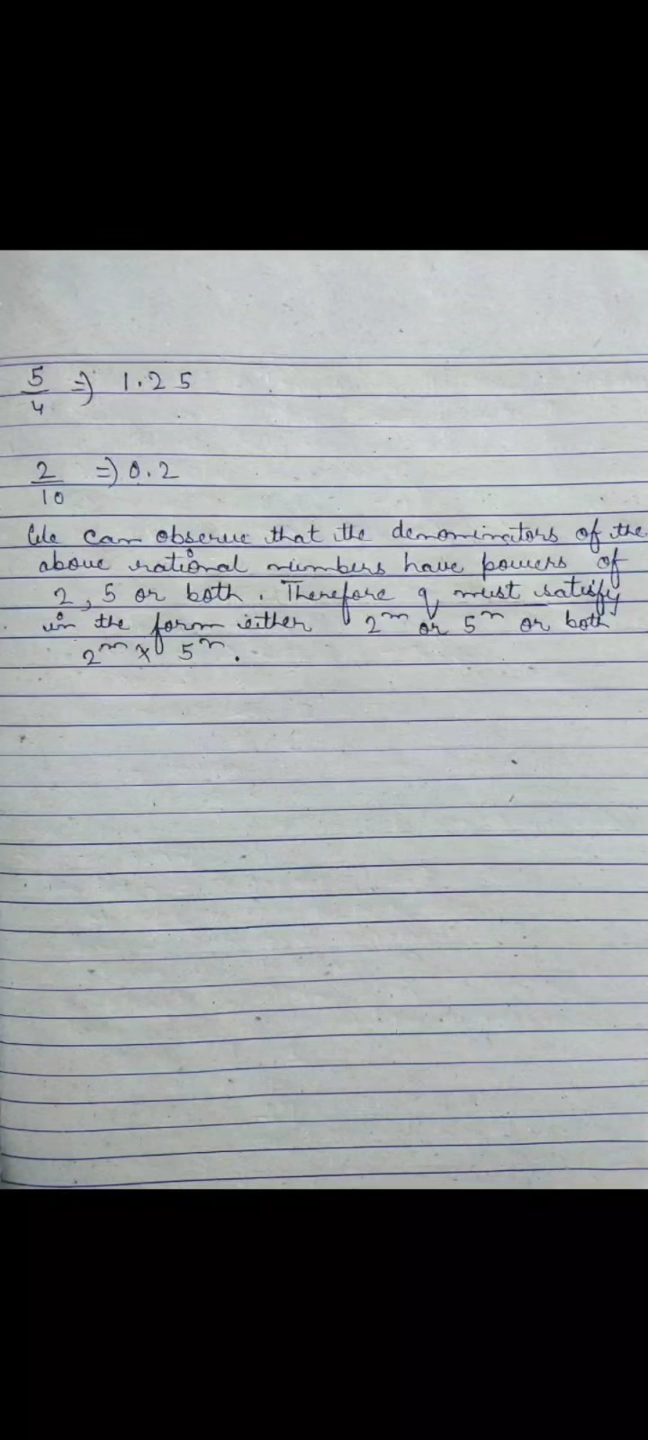 5/4 => 1.25
2/10 => 0.2
We can observe that the denominators of the
above rational numbers have powers of
2, 5 or both. Therefore q must satisfy
in the form either 2^m or 5^n or both
2^m x 5^n.